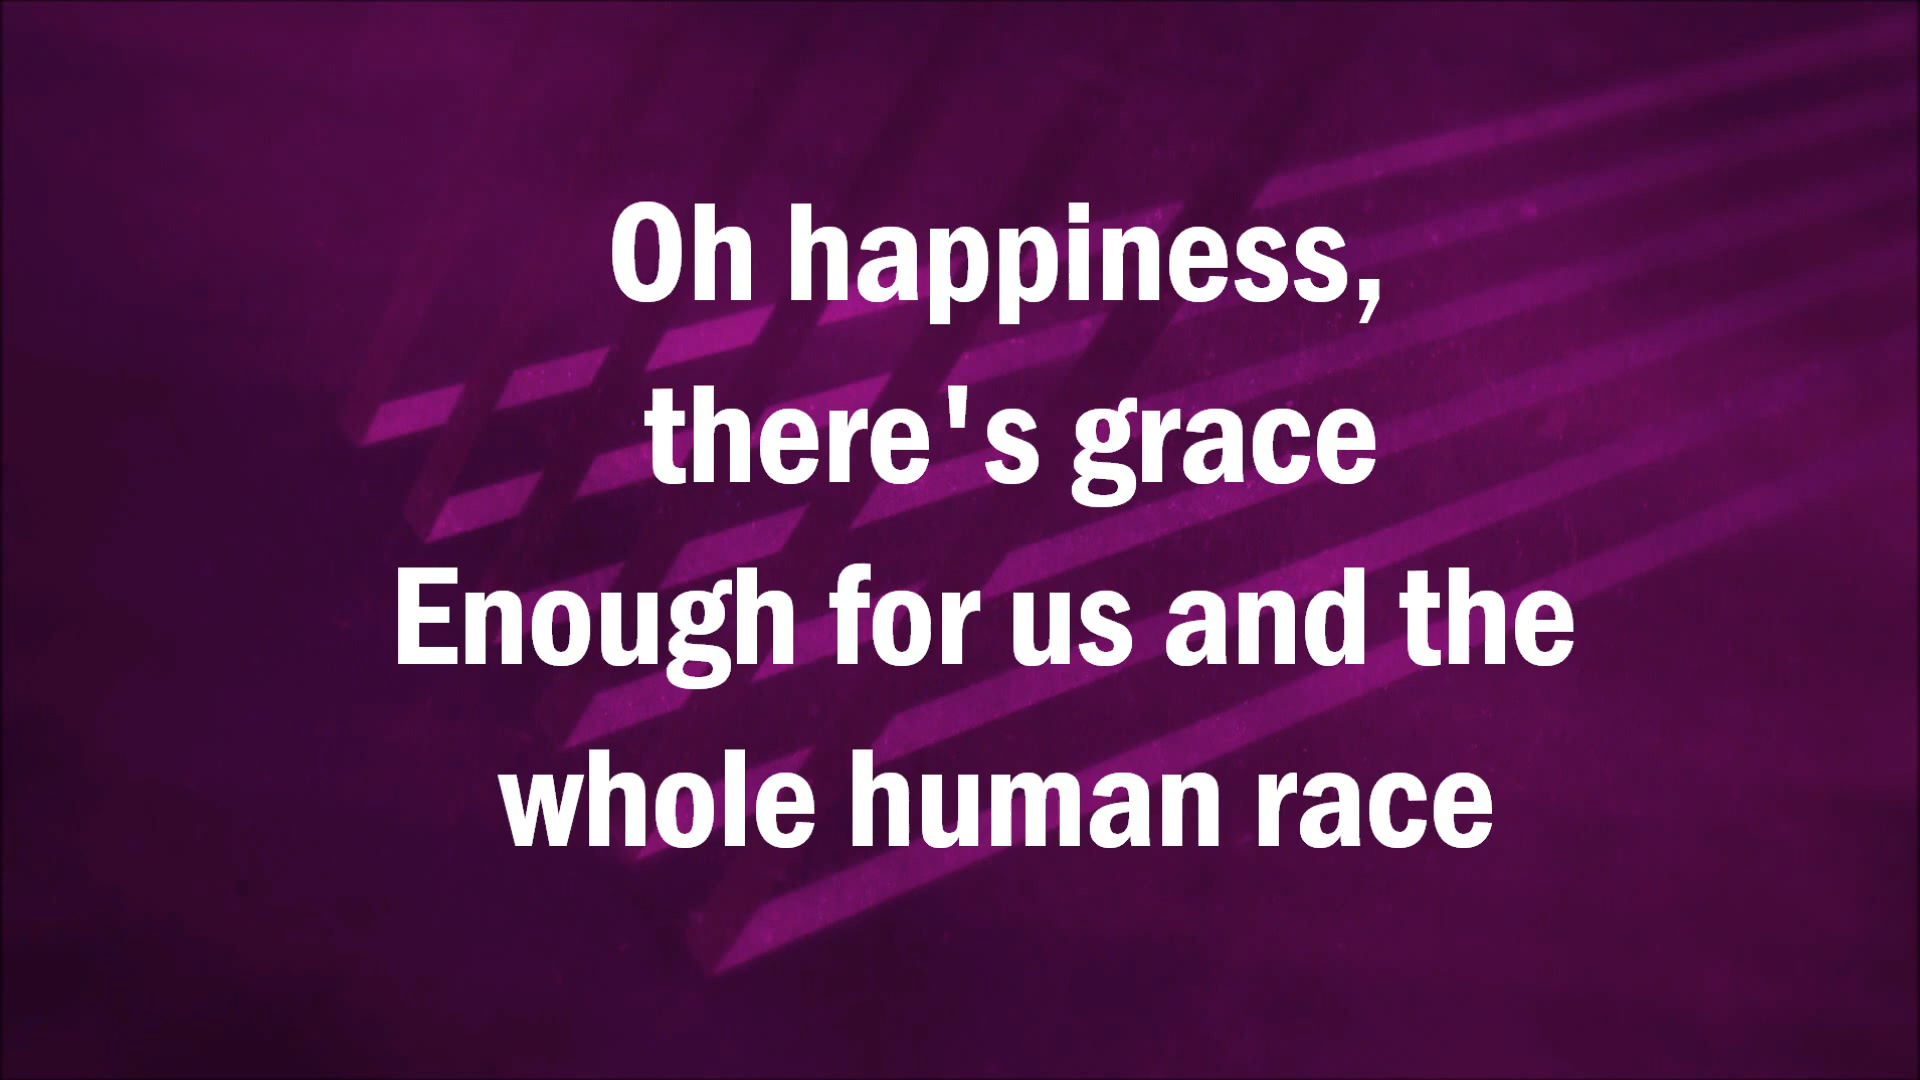 Oh happiness,
there's grace
Enough for us and the
whole human race